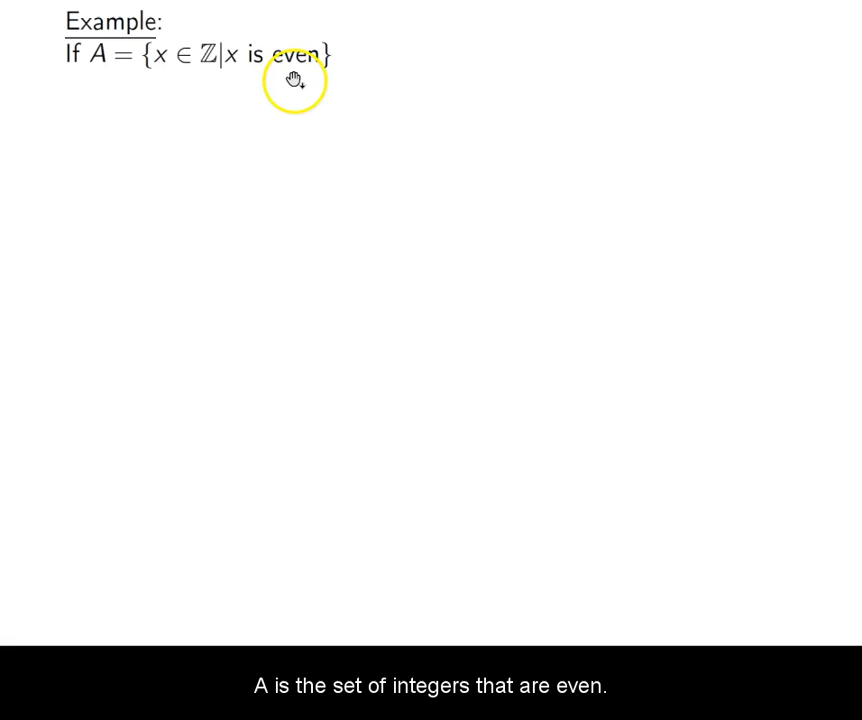 Example:
If A = {x ∈ ℤ|x is even}
A is the set of integers that are even.